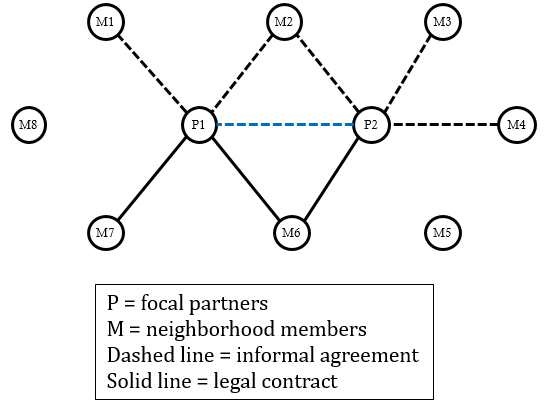 M1
M2
M3
M8
P1
P2
M4
M7
M6
M5
P = focal partners
M = neighborhood members
Dashed line = informal agreement
Solid line = legal contract